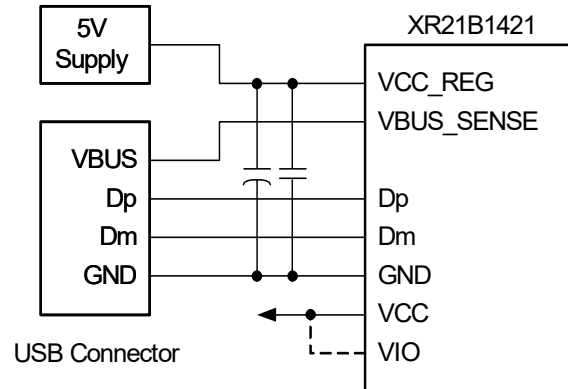 5V
Supply
XR21B1421
VCC_REG
VBUS_SENSE
VBUS
Dp
Dp
Dm
Dm
GND
GND
VCC
USB Connector
VIO